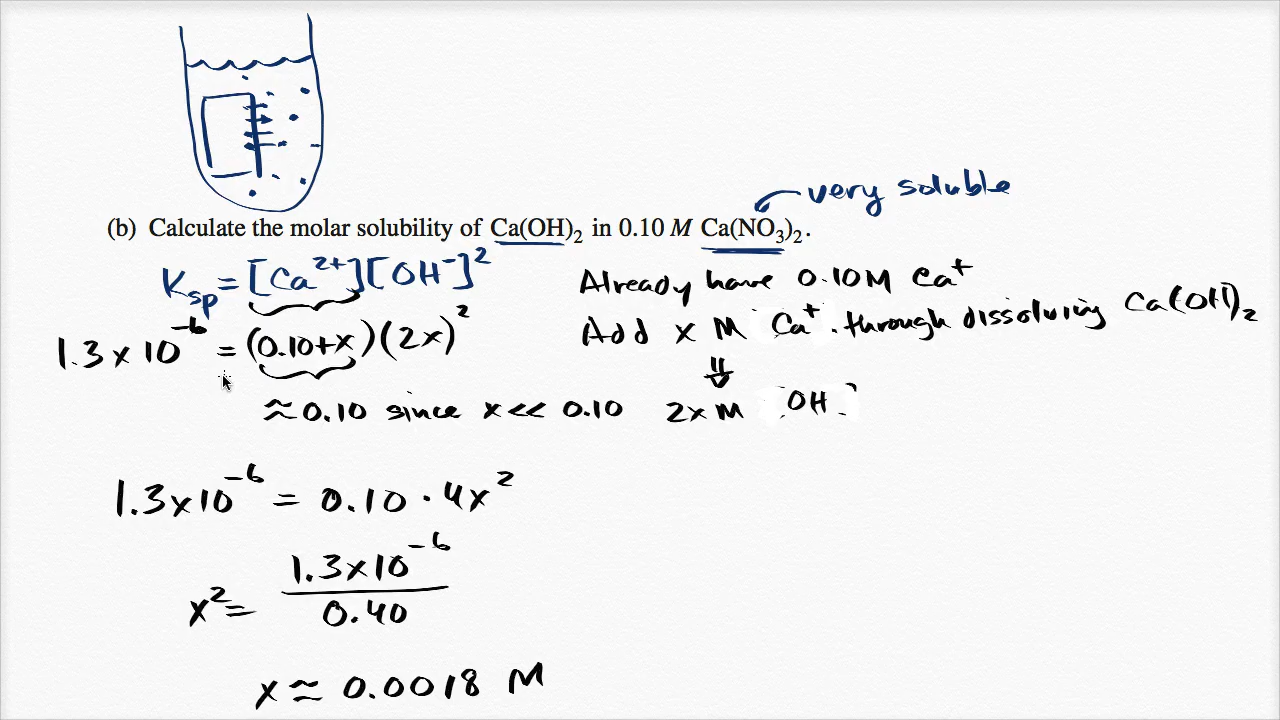 very soluble
(b) Calculate the molar solubility of Ca(OH)₂ in 0.10 M Ca(NO₃)₂.
Ksp = [Ca²⁺][OH⁻]²
1.3 x 10⁻⁶ = (0.10+x)(2x)²
≈ 0.10 since x << 0.10
Already have 0.10M Ca⁺
Add x M Ca⁺ through dissolving Ca(OH)₂
⇓
2x M OH⁻
1.3x10⁻⁶ = 0.10 · 4x²
x² = 1.3x10⁻⁶ / 0.40
x ≈ 0.0018 M